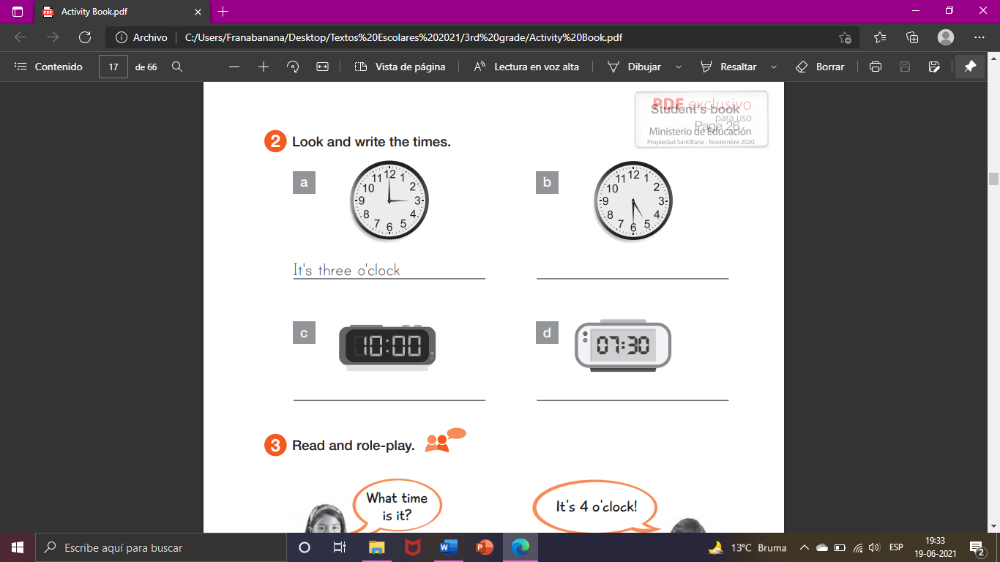 Activity Book.pdf
Archivo
C:/Users/Franabanana/Desktop/Textos%20Escolares%202021/3rd%20grade/Activity%20Book.pdf
Contenido
17
de 66
Vista de página
Lectura en voz alta
Dibujar
Resaltar
Borrar
PDF exclusivo
Student's book
para uso
Page 26
Ministerio de Educación
Propiedad Santillana - Noviembre 2020
2 Look and write the times.
a
12 1 2 3 4 5 6 7 8 9 10 11
b
12 1 2 3 4 5 6 7 8 9 10 11
It's three o'clock
c
10:00
d
07:30
3 Read and role-play.
What time
is it?
It's 4 o'clock!
Escribe aquí para buscar
13°C Bruma
ESP
19:33
19-06-2021
2